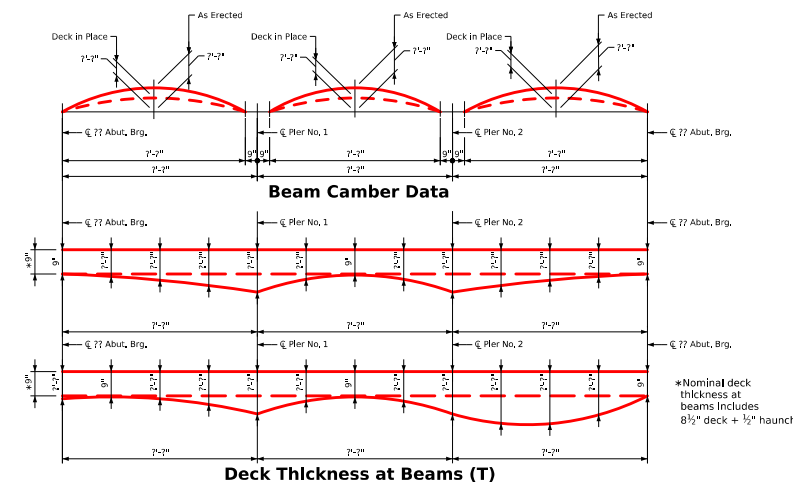 As Erected As Erected As Erected
Deck in Place Deck in Place Deck in Place
?'-?" ?'-?" ?'-?" ?'-?" ?'-?" ?'-?"
℄ ?? Abut. Brg. ℄ Pier No. 1 ℄ Pier No. 2 ℄ ?? Abut. Brg.
?'-?" 9" 9" ?'-?" 9" 9" ?'-?"
?'-?" ?'-?" ?'-?"
Beam Camber Data
℄ ?? Abut. Brg. ℄ Pier No. 1 ℄ Pier No. 2 ℄ ?? Abut. Brg.
*9" 9" ?'-?" ?'-?" ?'-?" ?'-?" ?'-?" 9" ?'-?" ?'-?" ?'-?" ?'-?" ?'-?" 9"
?'-?" ?'-?" ?'-?"
℄ ?? Abut. Brg. ℄ Pier No. 1 ℄ Pier No. 2 ℄ ?? Abut. Brg.
*9" ?'-?" 9" ?'-?" ?'-?" ?'-?" ?'-?" 9" ?'-?" ?'-?" ?'-?" ?'-?" ?'-?" 9"
*Nominal deck
thickness at
beams includes
8½" deck + ½" haunch
?'-?" ?'-?" ?'-?"
Deck Thickness at Beams (T)